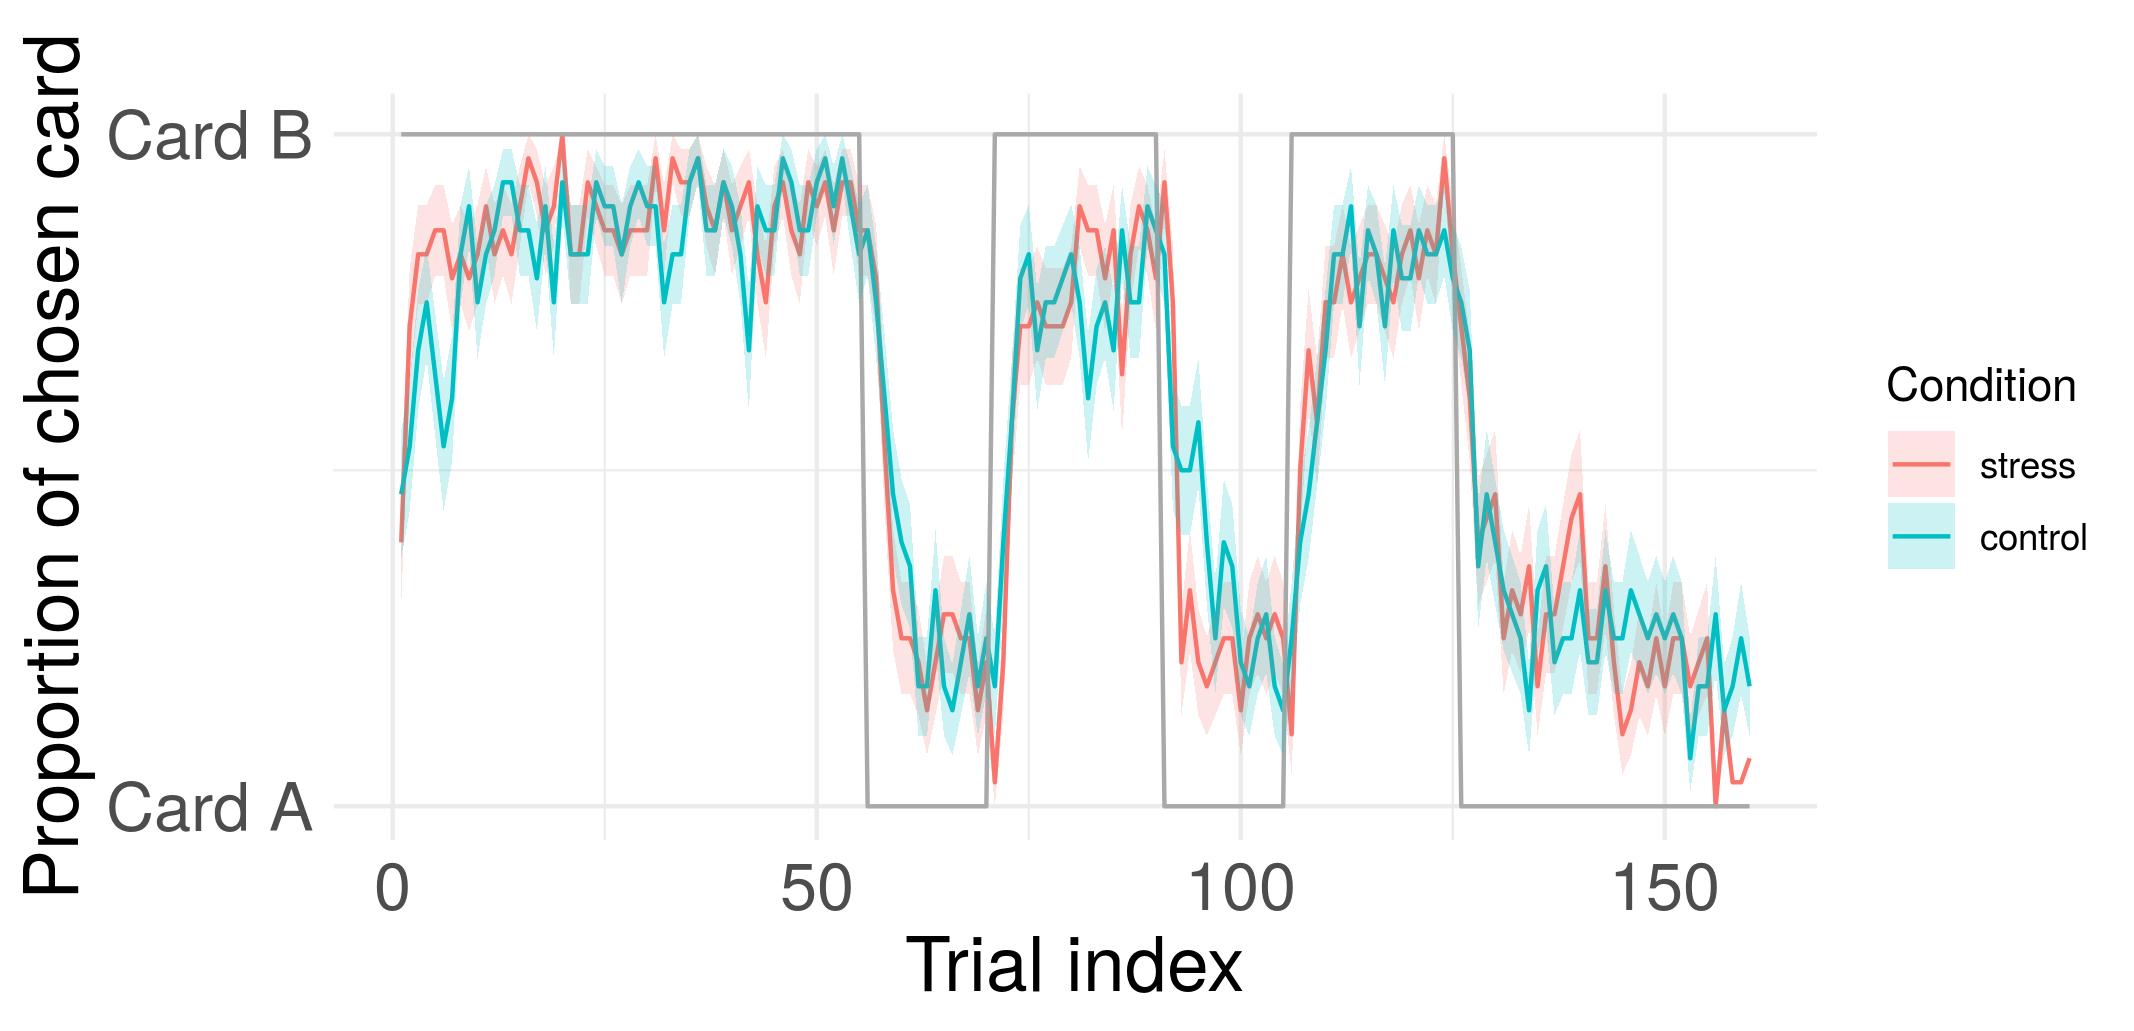 Proportion of chosen card
Card B
Card A
0 50 100 150
Trial index
Condition
stress
control